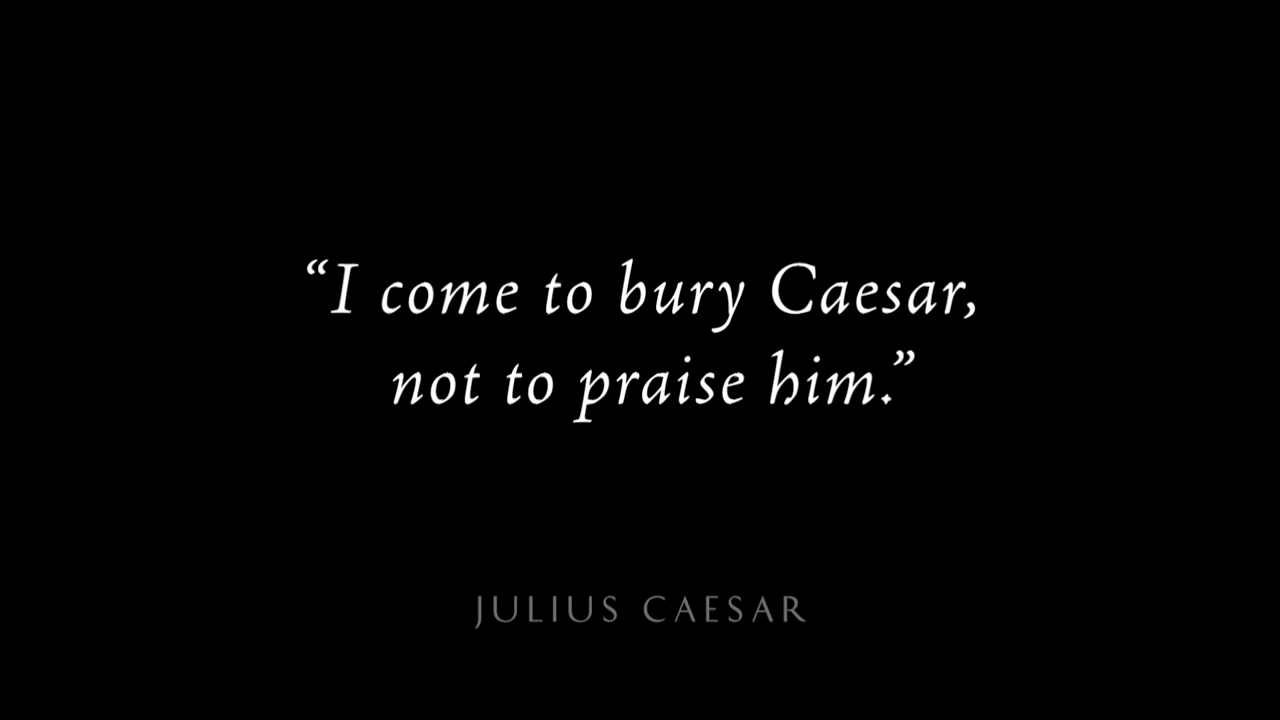 “I come to bury Caesar,
not to praise him.”
JULIUS CAESAR